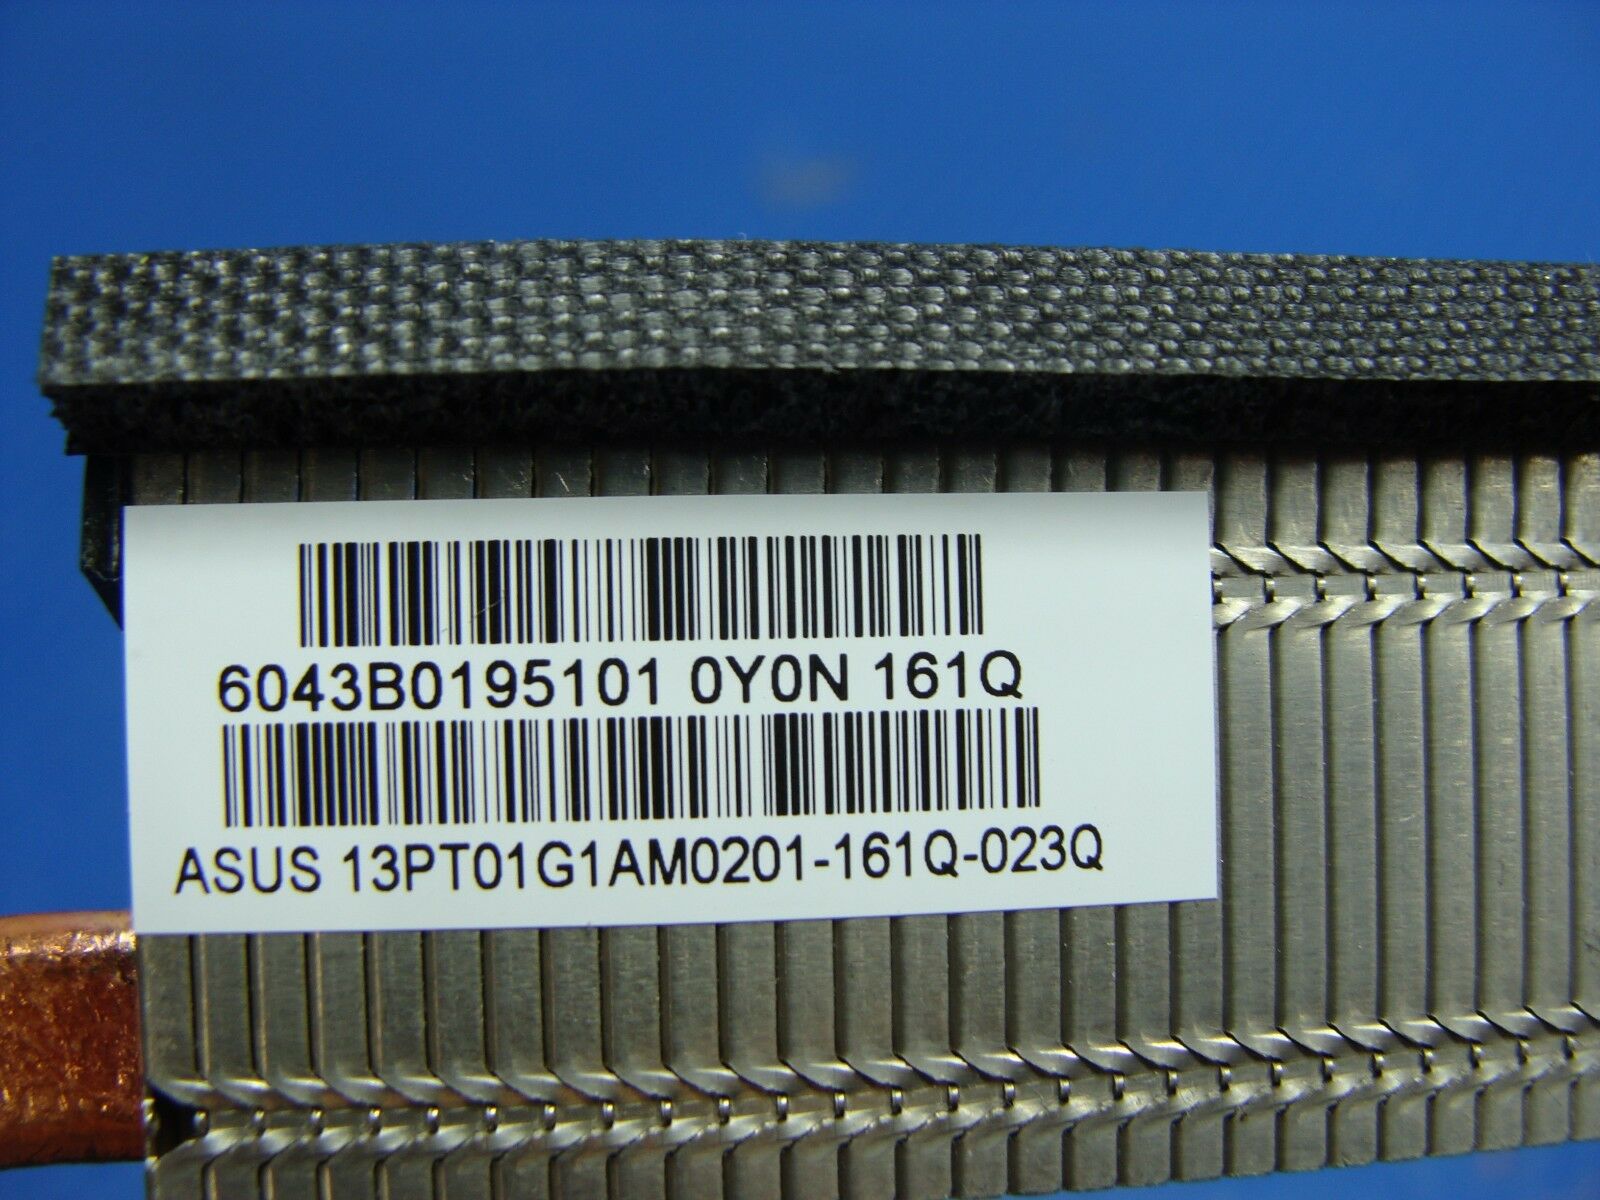 6043B0195101 0Y0N 161Q
ASUS 13PT01G1AM0201-161Q-023Q